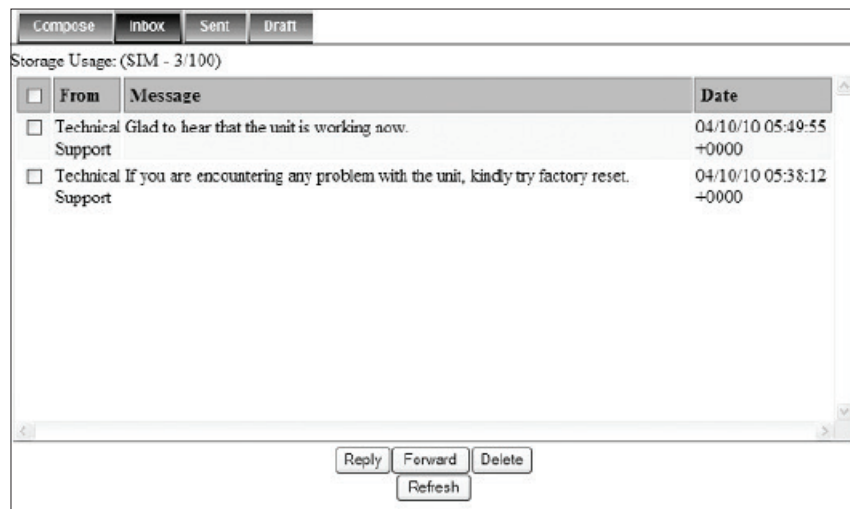 Compose Inbox Sent Draft
Storage Usage: (SIM - 3/100)
From Message Date
Technical Support Glad to hear that the unit is working now. 04/10/10 05:49:55 +0000
Technical Support If you are encountering any problem with the unit, kindly try factory reset. 04/10/10 05:38:12 +0000
Reply Forward Delete
Refresh